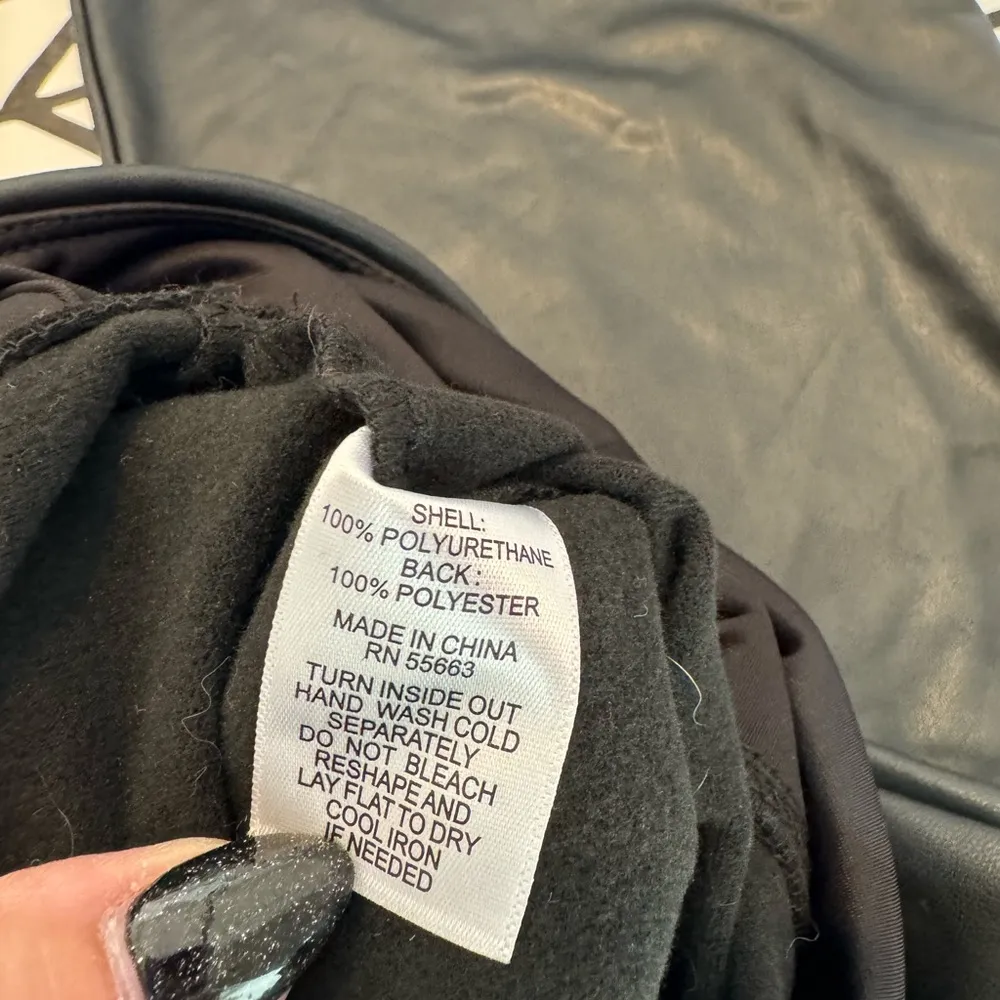 SHELL:
100% POLYURETHANE
BACK:
100% POLYESTER
MADE IN CHINA
RN 55663
TURN INSIDE OUT
HAND WASH COLD
SEPARATELY
DO NOT BLEACH
RESHAPE AND
LAY FLAT TO DRY
COOL IRON
IF NEEDED